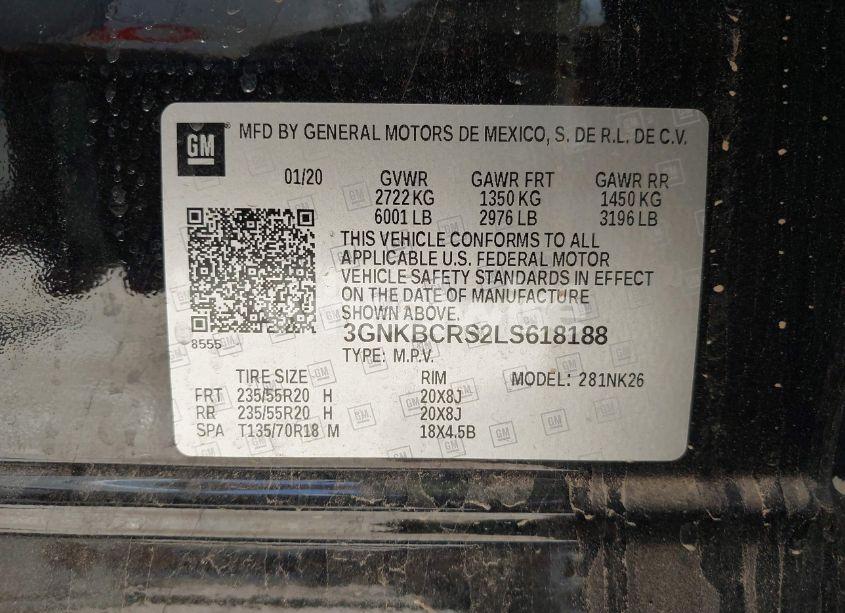 GM MFD BY GENERAL MOTORS DE MEXICO, S. DE R.L. DE C.V.
01/20 GVWR GAWR FRT GAWR RR
2722 KG 1350 KG 1450 KG
6001 LB 2976 LB 3196 LB
THIS VEHICLE CONFORMS TO ALL
APPLICABLE U.S. FEDERAL MOTOR
VEHICLE SAFETY STANDARDS IN EFFECT
ON THE DATE OF MANUFACTURE
SHOWN ABOVE.
8555
3GNKBCRS2LS618188
TYPE: M.P.V.
TIRE SIZE RIM MODEL: 281NK26
FRT 235/55R20 H 20X8J
RR 235/55R20 H 20X8J
SPA T135/70R18 M 18X4.5B